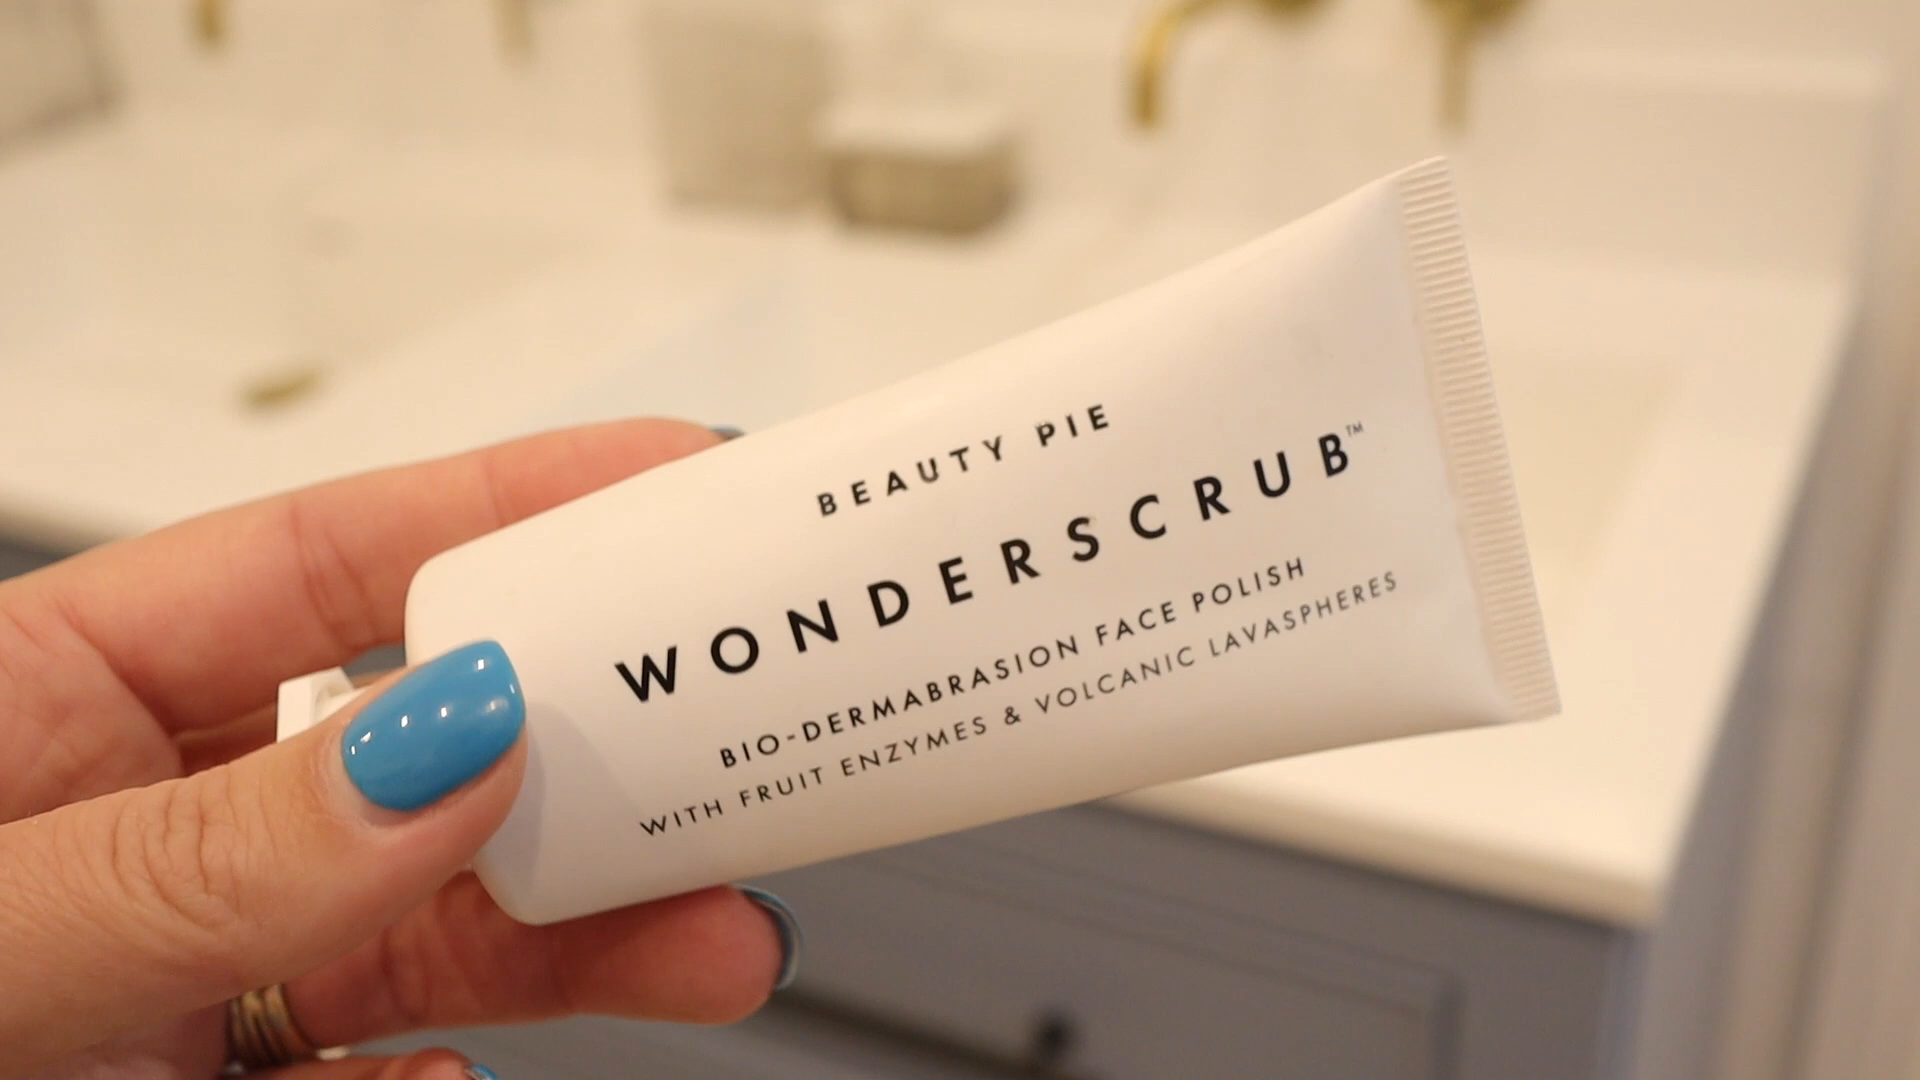 BEAUTY PIE
WONDERSCRUB™
BIO-DERMABRASION FACE POLISH
WITH FRUIT ENZYMES & VOLCANIC LAVASPHERES